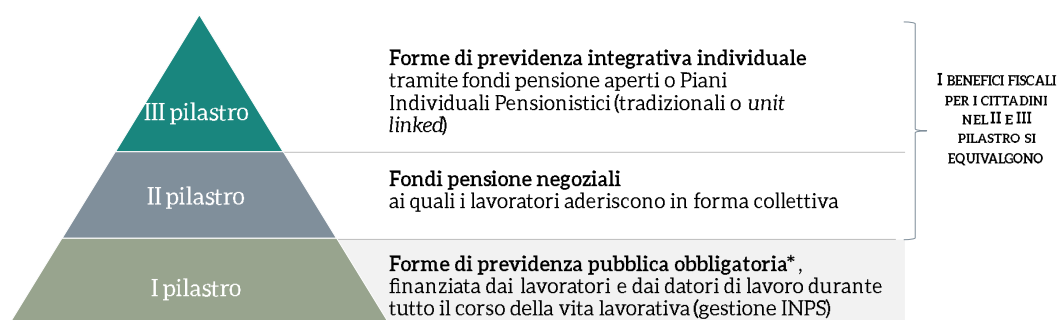 III pilastro
Forme di previdenza integrativa individuale
tramite fondi pensione aperti o Piani
Individuali Pensionistici (tradizionali o unit
linked)
II pilastro
Fondi pensione negoziali
ai quali i lavoratori aderiscono in forma collettiva
I pilastro
Forme di previdenza pubblica obbligatoria*,
finanziata dai lavoratori e dai datori di lavoro durante
tutto il corso della vita lavorativa (gestione INPS)
I BENEFICI FISCALI
PER I CITTADINI
NEL II E III
PILASTRO SI
EQUIVALGONO